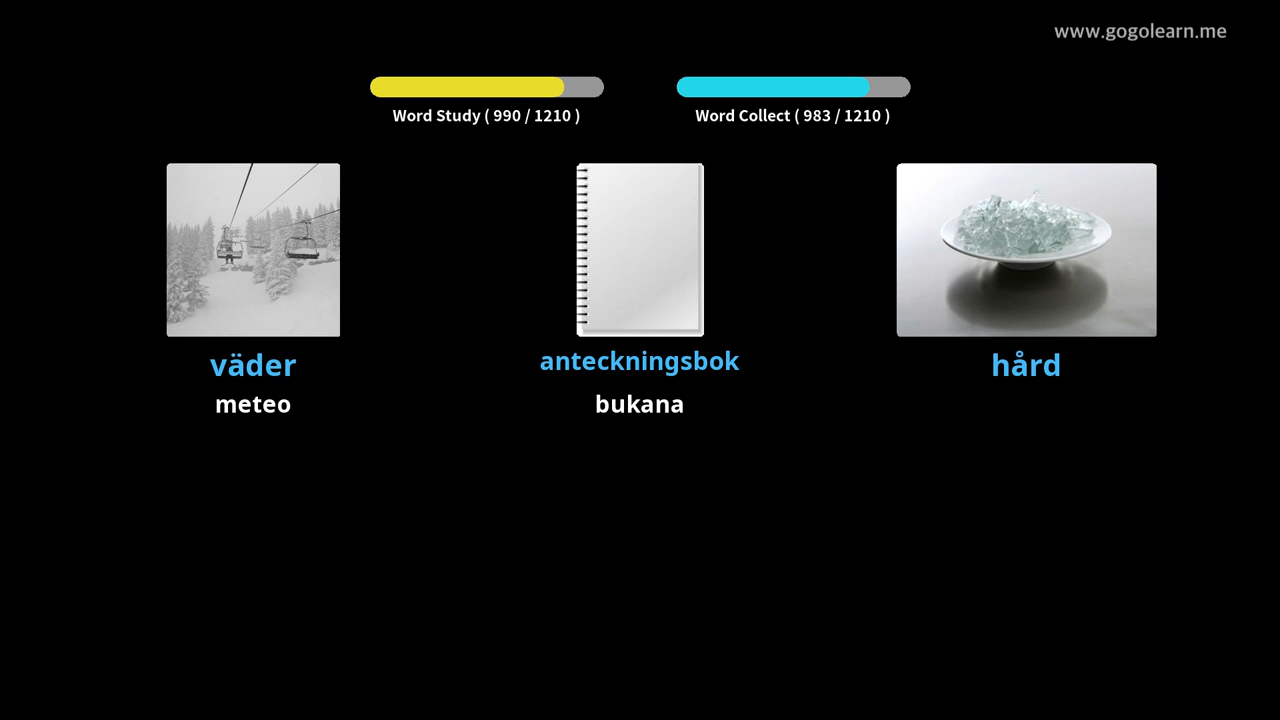 www.gogolearn.me
Word Study ( 990 / 1210 )
Word Collect ( 983 / 1210 )
väder
anteckningsbok
hård
meteo
bukana